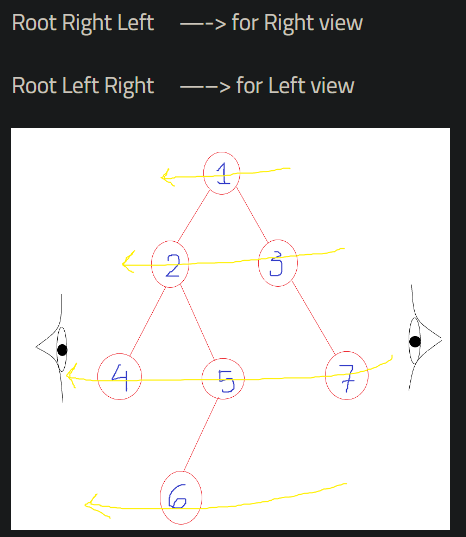 Root Right Left —-> for Right view
Root Left Right —–> for Left view
1
2 3
4 5 7
6